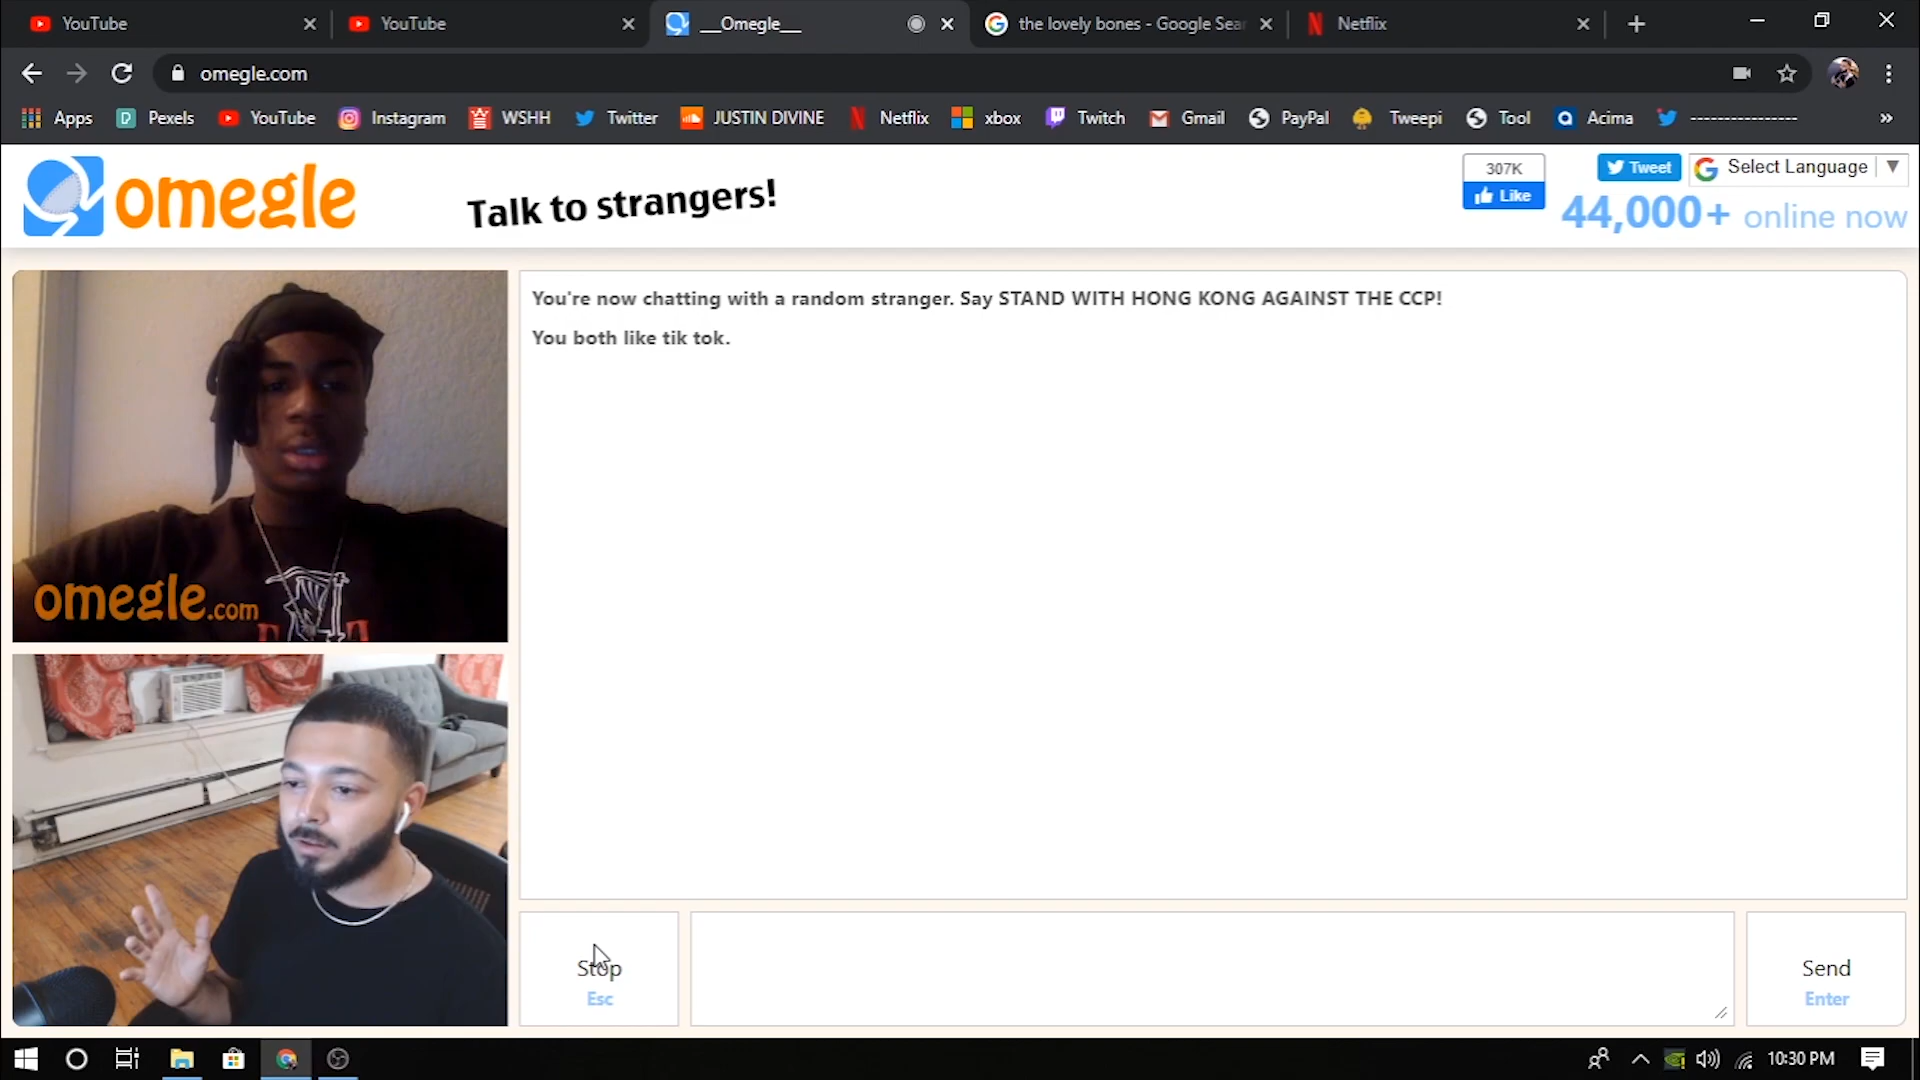 YouTube
YouTube
__Omegle__
the lovely bones - Google Sear
Netflix
omegle.com
Apps
Pexels
YouTube
Instagram
WSHH
Twitter
JUSTIN DIVINE
Netflix
xbox
Twitch
Gmail
PayPal
Tweepi
Tool
Acima
---------------
»
omegle
Talk to strangers!
307K
Like
Tweet
Select Language
44,000+ online now
You're now chatting with a random stranger. Say STAND WITH HONG KONG AGAINST THE CCP!
You both like tik tok.
omegle.com
Stop
Esc
Send
Enter
10:30 PM